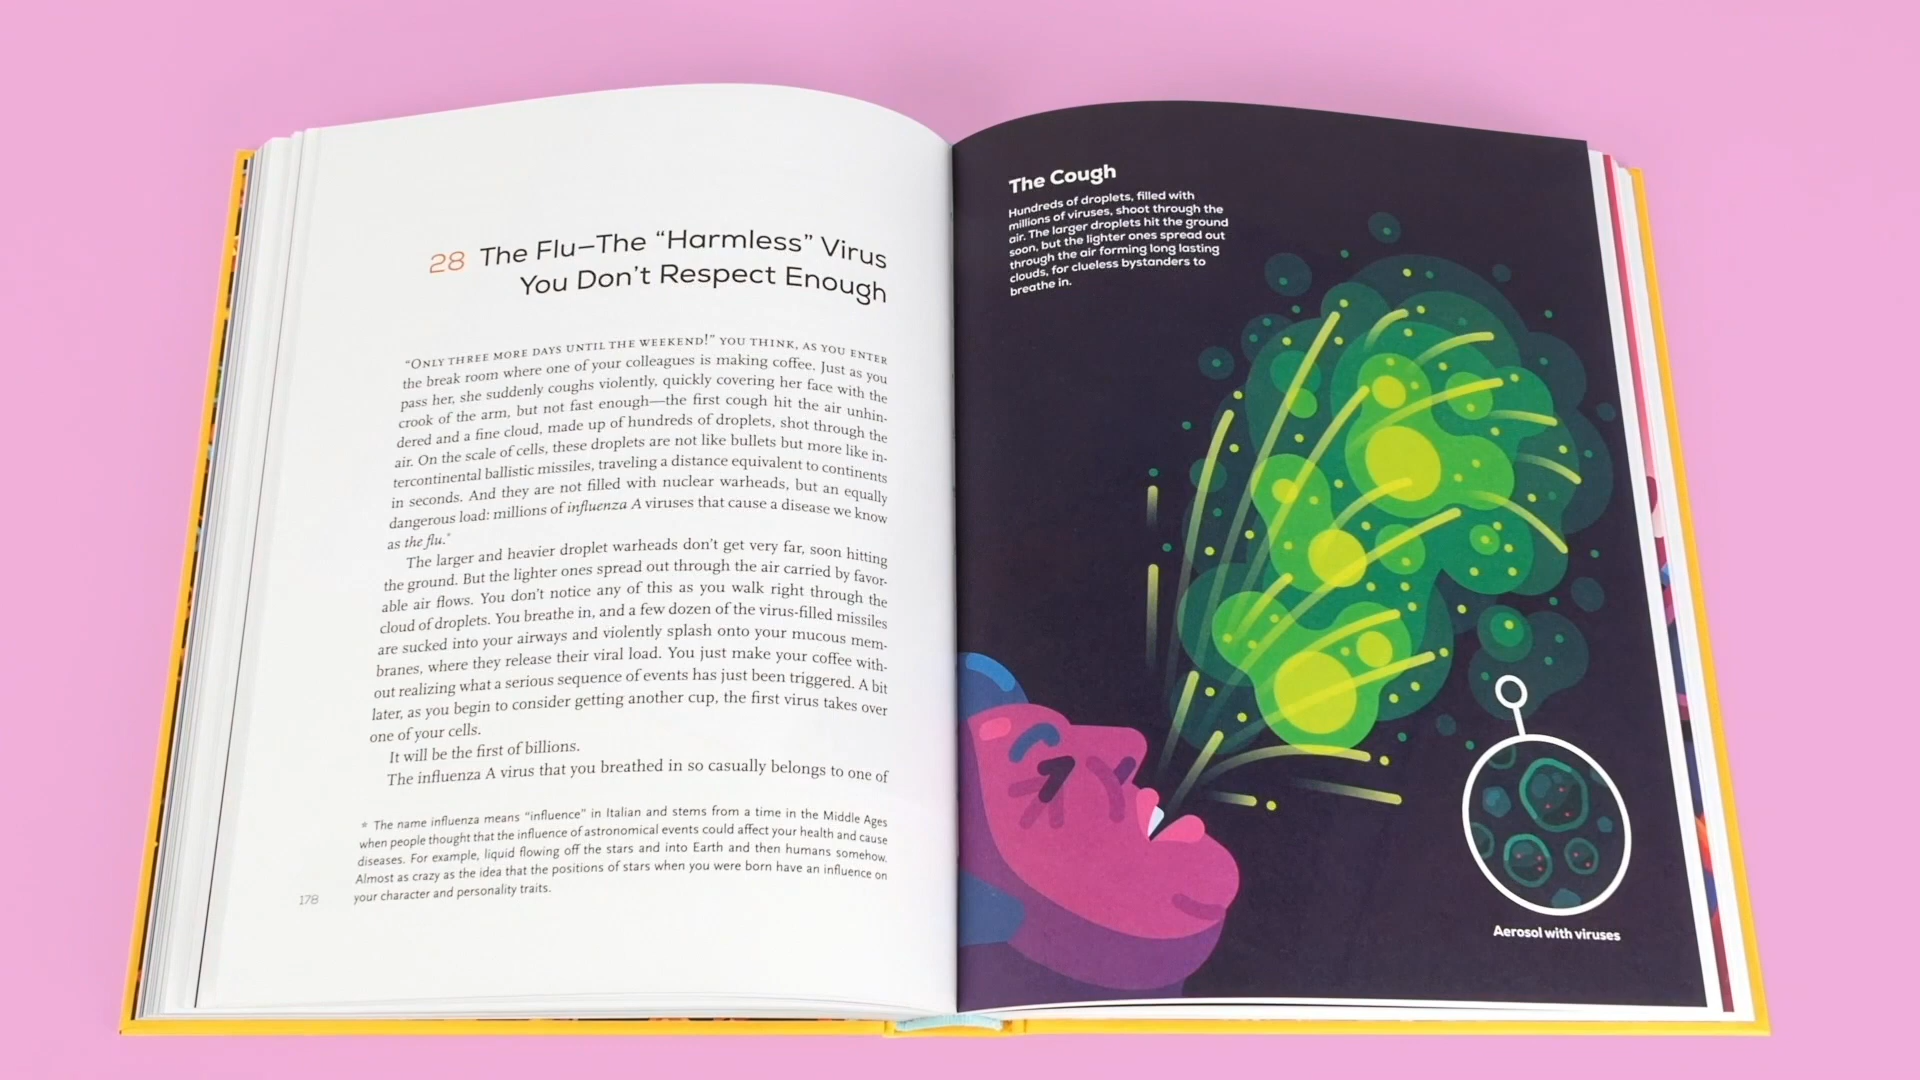 28 The Flu—The “Harmless” Virus
You Don’t Respect Enough
“Only three more days until the weekend!” you think, as you enter
the break room where one of your colleagues is making coffee. Just as you
pass her, she suddenly coughs violently, quickly covering her face with the
crook of the arm, but not fast enough—the first cough hit the air unhin-
dered and a fine cloud, made up of hundreds of droplets, shot through the
air. On the scale of cells, these droplets are not like bullets but more like in-
tercontinental ballistic missiles, traveling a distance equivalent to continents
in seconds. And they are not filled with nuclear warheads, but an equally
dangerous load: millions of influenza A viruses that cause a disease we know
as the flu.*
The larger and heavier droplet warheads don’t get very far, soon hitting
the ground. But the lighter ones spread out through the air carried by favor-
able air flows. You don’t notice any of this as you walk right through the
cloud of droplets. You breathe in, and a few dozen of the virus-filled missiles
are sucked into your airways and violently splash onto your mucous mem-
branes, where they release their viral load. You just make your coffee with-
out realizing what a serious sequence of events has just been triggered. A bit
later, as you begin to consider getting another cup, the first virus takes over
one of your cells.
It will be the first of billions.
The influenza A virus that you breathed in so casually belongs to one of
* The name influenza means “influence” in Italian and stems from a time in the Middle Ages
when people thought that the influence of astronomical events could affect your health and cause
diseases. For example, liquid flowing off the stars and into Earth and then humans somehow.
Almost as crazy as the idea that the positions of stars when you were born have an influence on
your character and personality traits.
178
The Cough
Hundreds of droplets, filled with
millions of viruses, shoot through the
air. The larger droplets hit the ground
soon, but the lighter ones spread out
through the air forming long lasting
clouds, for clueless bystanders to
breathe in.
Aerosol with viruses